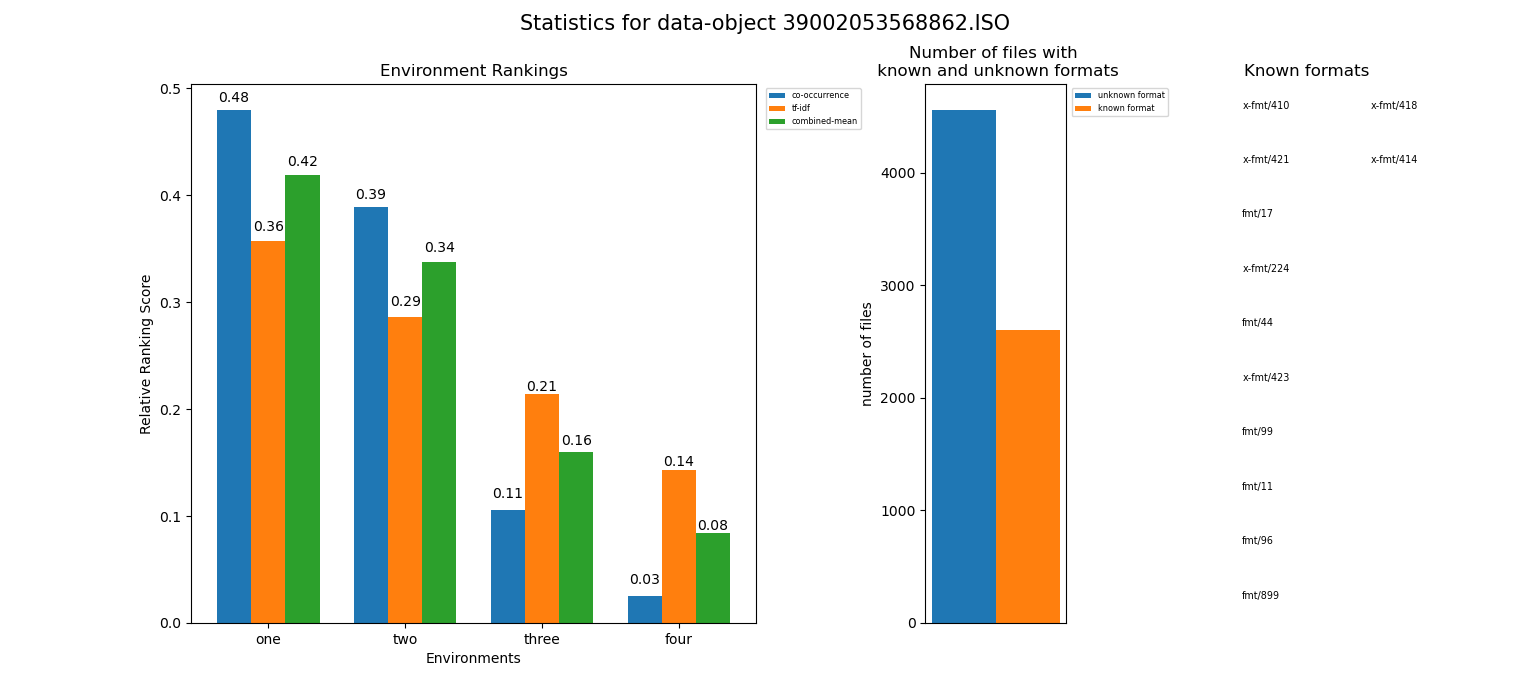 Statistics for data-object 39002053568862.ISO
Environment Rankings
0.5
0.4
0.3
0.2
0.1
0.0
Relative Ranking Score
0.48
0.36
0.42
0.39
0.29
0.34
0.11
0.21
0.16
0.03
0.14
0.08
one
two
three
four
Environments
co-occurrence
tf-idf
combined-mean
Number of files with
known and unknown formats
4000
3000
2000
1000
0
number of files
unknown format
known format
Known formats
x-fmt/410 x-fmt/418
x-fmt/421 x-fmt/414
fmt/17
x-fmt/224
fmt/44
x-fmt/423
fmt/99
fmt/11
fmt/96
fmt/899